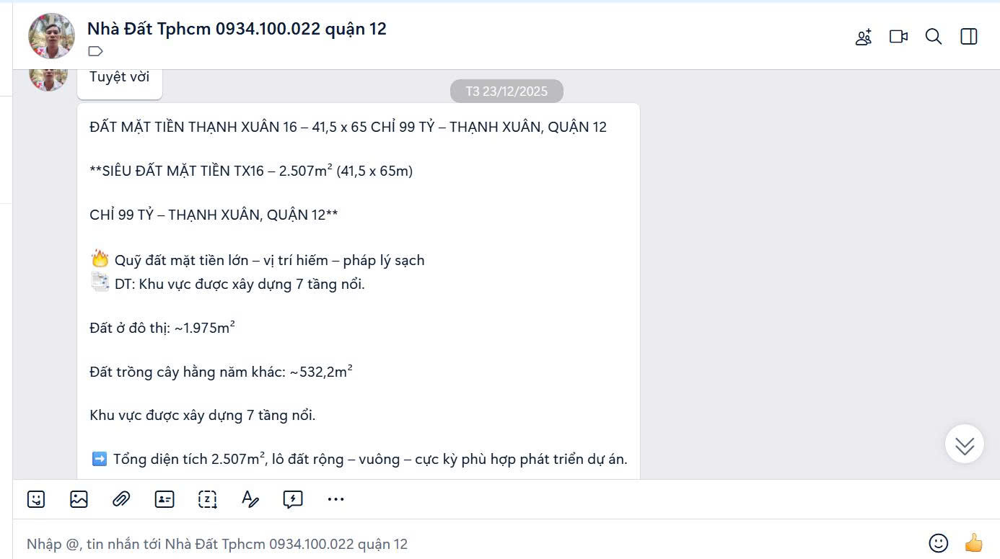 Nhà Đất Tphcm 0934.100.022 quận 12
Tuyệt vời
T3 23/12/2025
ĐẤT MẶT TIỀN THẠNH XUÂN 16 – 41,5 x 65 CHỈ 99 TỶ – THẠNH XUÂN, QUẬN 12
**SIÊU ĐẤT MẶT TIỀN TX16 – 2.507m² (41,5 x 65m)
CHỈ 99 TỶ – THẠNH XUÂN, QUẬN 12**
🔥 Quỹ đất mặt tiền lớn – vị trí hiếm – pháp lý sạch
📑 DT: Khu vực được xây dựng 7 tầng nổi.
Đất ở đô thị: ~1.975m²
Đất trồng cây hằng năm khác: ~532,2m²
Khu vực được xây dựng 7 tầng nổi.
➡️ Tổng diện tích 2.507m², lô đất rộng – vuông – cực kỳ phù hợp phát triển dự án.
Nhập @, tin nhắn tới Nhà Đất Tphcm 0934.100.022 quận 12